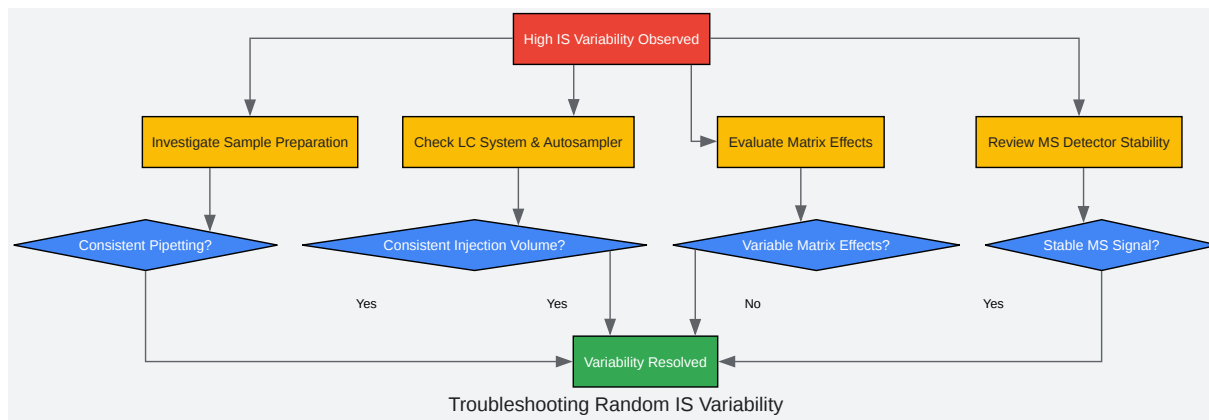 High IS Variability Observed
Investigate Sample Preparation
Check LC System & Autosampler
Evaluate Matrix Effects
Review MS Detector Stability
Consistent Pipetting?
Consistent Injection Volume?
Variable Matrix Effects?
Stable MS Signal?
Yes
Yes
No
Yes
Variability Resolved
Troubleshooting Random IS Variability